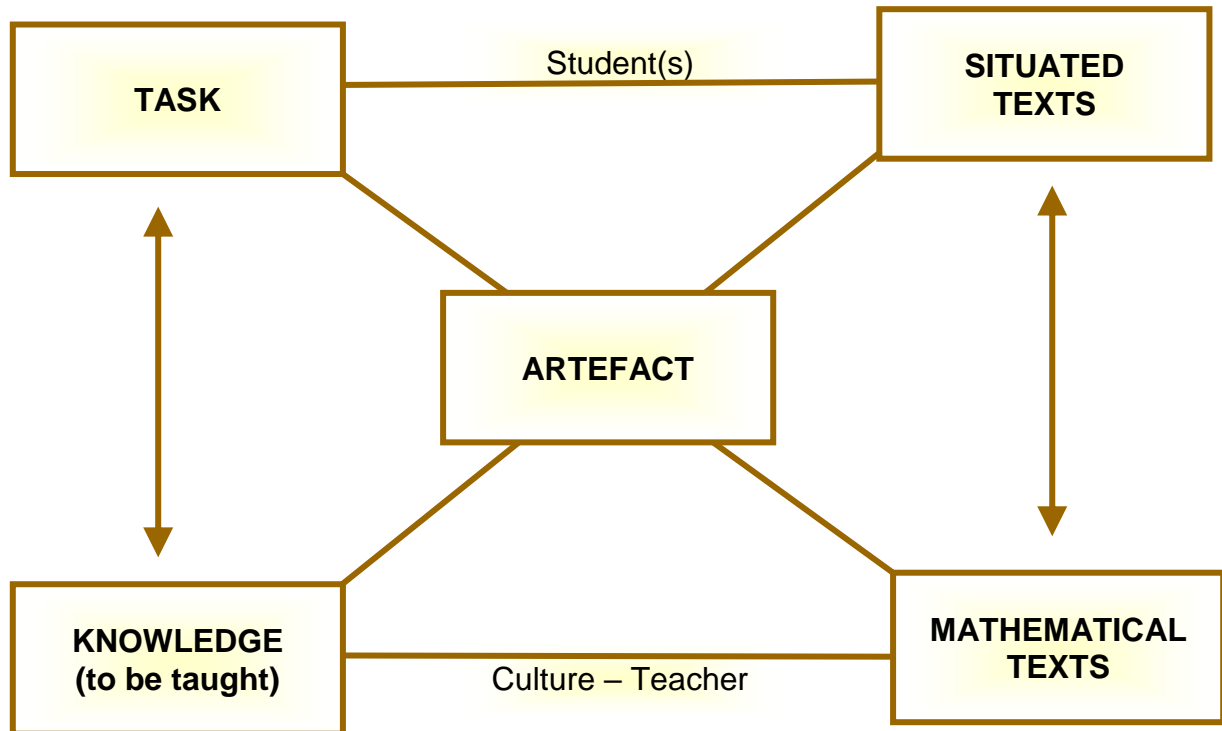 TASK
Student(s)
SITUATED
TEXTS
ARTEFACT
KNOWLEDGE
(to be taught)
Culture – Teacher
MATHEMATICAL
TEXTS